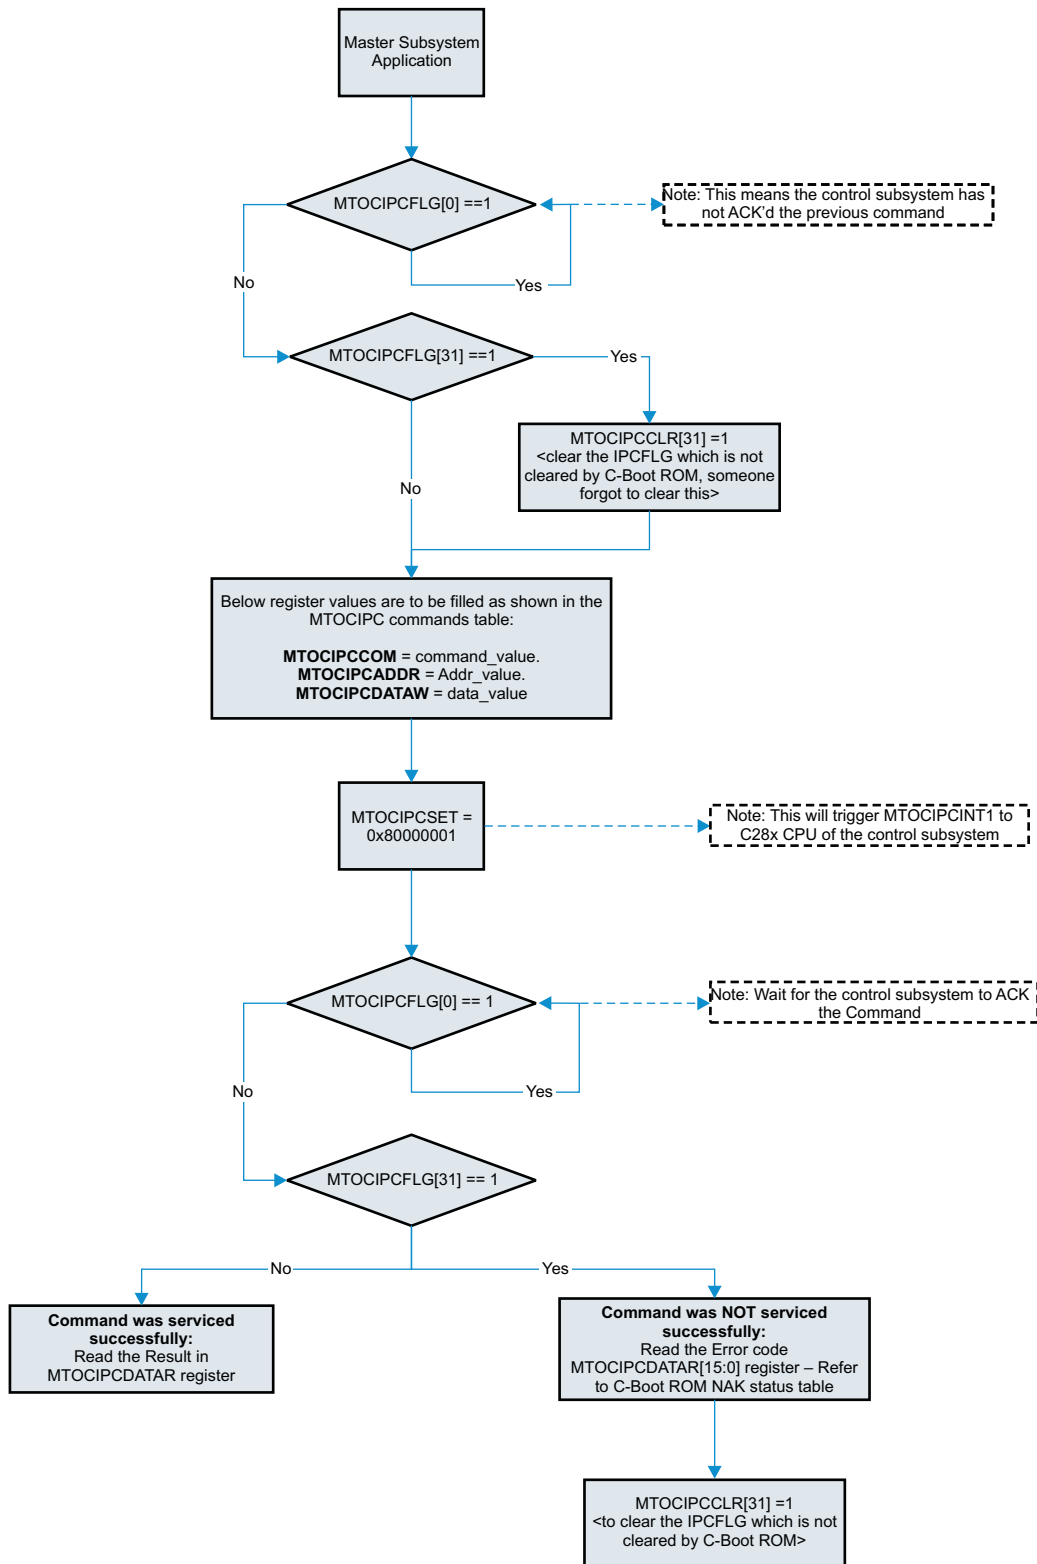 Master Subsystem
Application
MTOCIPCFLG[0] ==1
Note: This means the control subsystem has
not ACK’d the previous command
Yes
No
MTOCIPCFLG[31] ==1
Yes
MTOCIPCCLR[31] =1
<clear the IPCFLG which is not
cleared by C-Boot ROM, someone
forgot to clear this>
No
Below register values are to be filled as shown in the
MTOCIPC commands table:
MTOCIPCCOM = command_value.
MTOCIPCADDR = Addr_value.
MTOCIPCDATAW = data_value
MTOCIPCSET =
0x80000001
Note: This will trigger MTOCIPCINT1 to
C28x CPU of the control subsystem
MTOCIPCFLG[0] == 1
Note: Wait for the control subsystem to ACK
the Command
Yes
No
MTOCIPCFLG[31] == 1
No
Yes
Command was serviced
successfully:
Read the Result in
MTOCIPCDATAR register
Command was NOT serviced
successfully:
Read the Error code
MTOCIPCDATAR[15:0] register – Refer
to C-Boot ROM NAK status table
MTOCIPCCLR[31] =1
<to clear the IPCFLG which is not
cleared by C-Boot ROM>